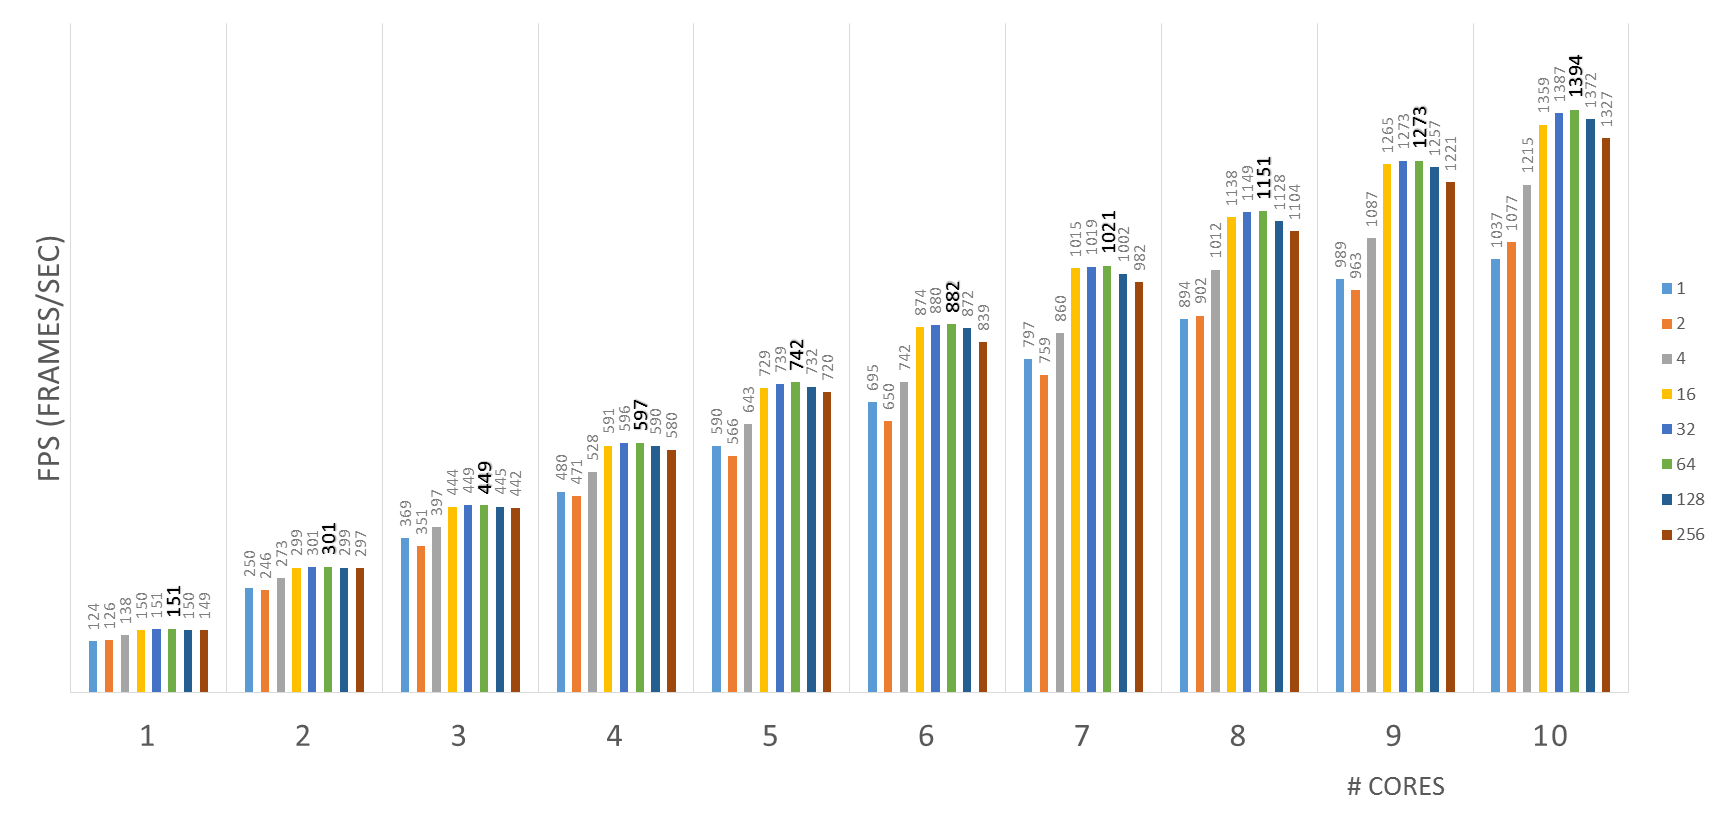 FPS (FRAMES/SEC)
124 126 138 150 151 151 150 149
250 246 273 299 301 301 299 297
369 351 397 444 449 449 445 442
480 471 528 591 596 597 590 580
590 566 643 729 739 742 732 720
695 650 742 874 880 882 872 839
797 759 860 1015 1019 1021 1002 982
894 902 1012 1138 1149 1151 1128 1104
989 963 1087 1265 1273 1273 1257 1221
1037 1077 1215 1359 1387 1394 1372 1327
1 2 3 4 5 6 7 8 9 10
# CORES
1
2
4
16
32
64
128
256